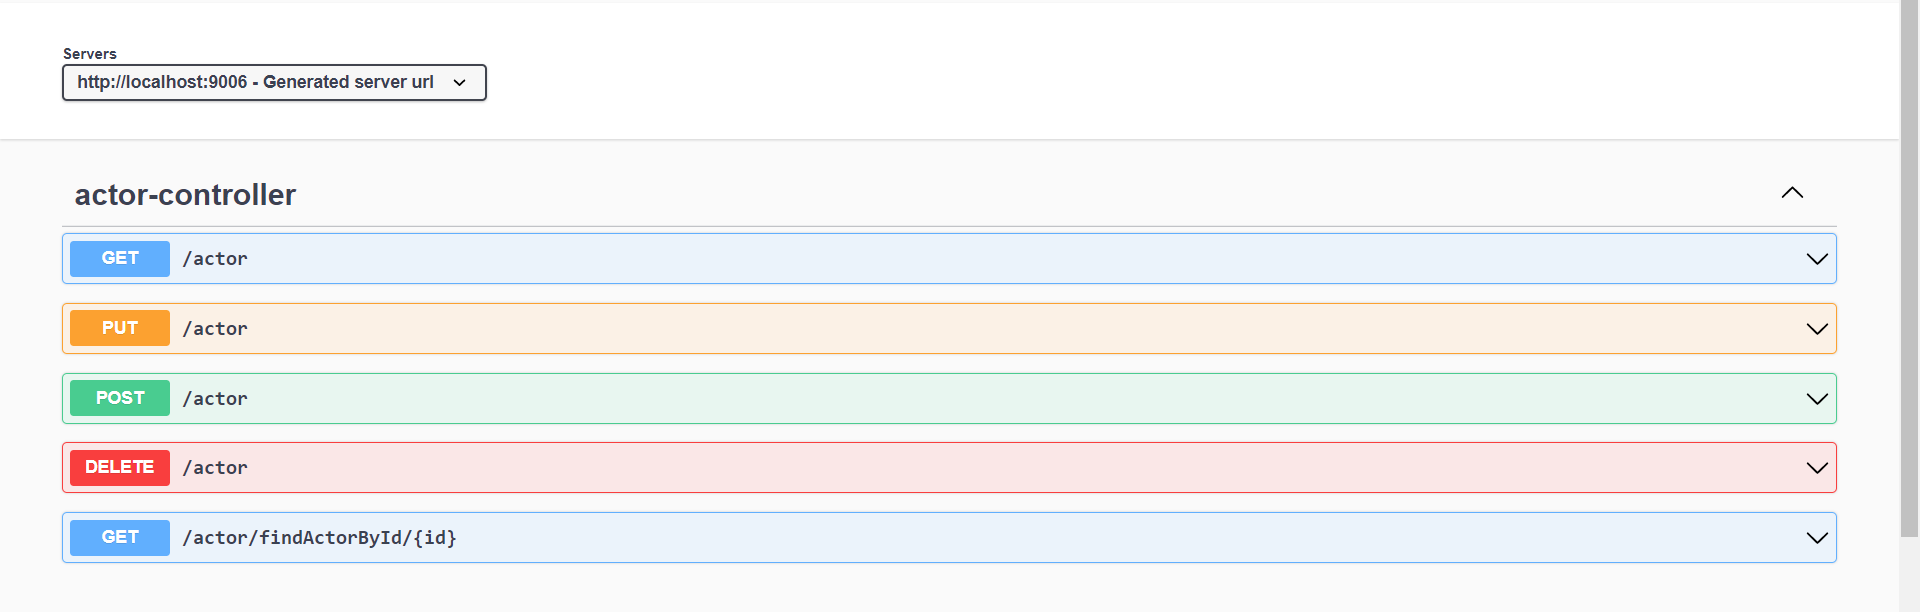 Servers
http://localhost:9006 - Generated server url
actor-controller
GET /actor
PUT /actor
POST /actor
DELETE /actor
GET /actor/findActorById/{id}